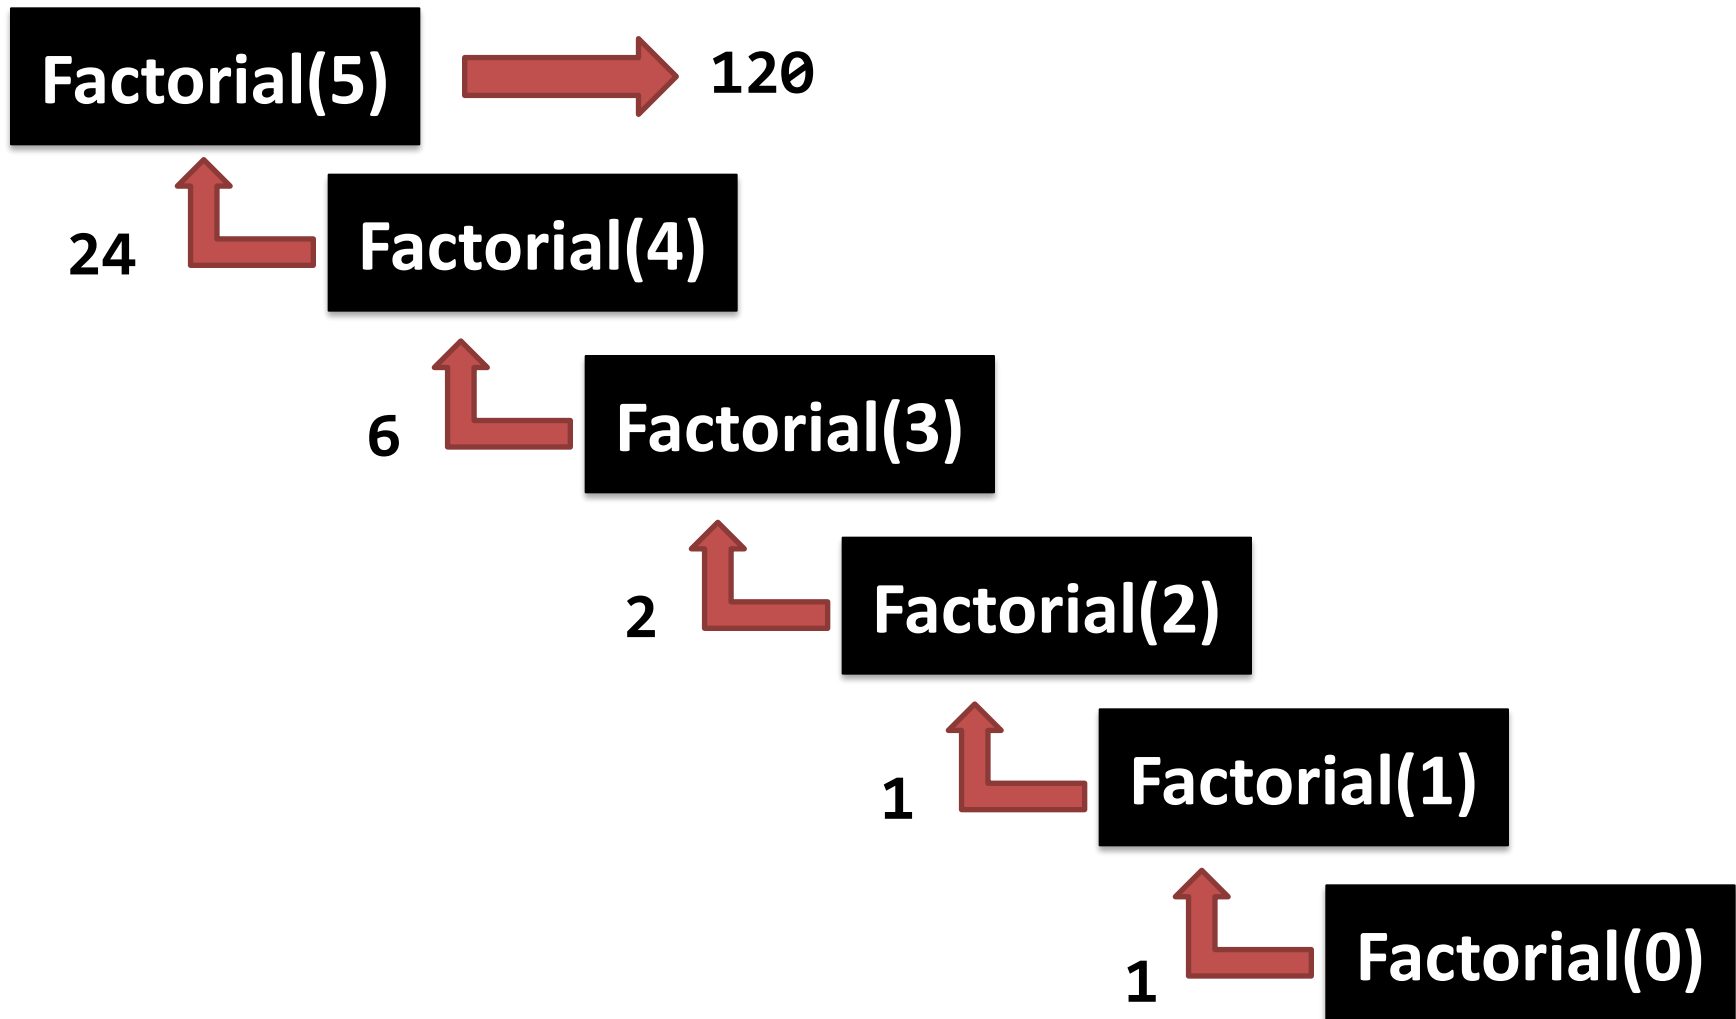 Factorial(5)
120
24
Factorial(4)
6
Factorial(3)
2
Factorial(2)
1
Factorial(1)
1
Factorial(0)